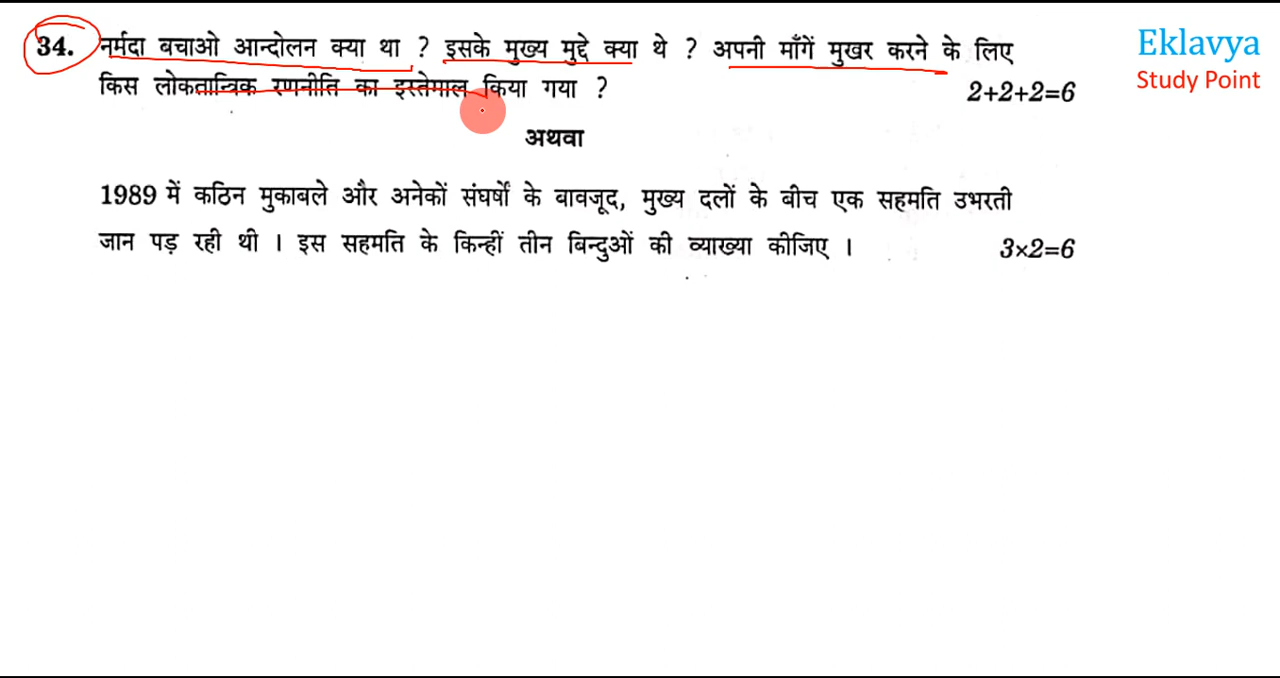 34. नर्मदा बचाओ आन्दोलन क्या था ? इसके मुख्य मुद्दे क्या थे ? अपनी माँगें मुखर करने के लिए
किस लोकतान्त्रिक रणनीति का इस्तेमाल किया गया ? 2+2+2=6
अथवा
1989 में कठिन मुकाबले और अनेकों संघर्षों के बावजूद, मुख्य दलों के बीच एक सहमति उभरती
जान पड़ रही थी । इस सहमति के किन्हीं तीन बिन्दुओं की व्याख्या कीजिए । 3×2=6
Eklavya
Study Point